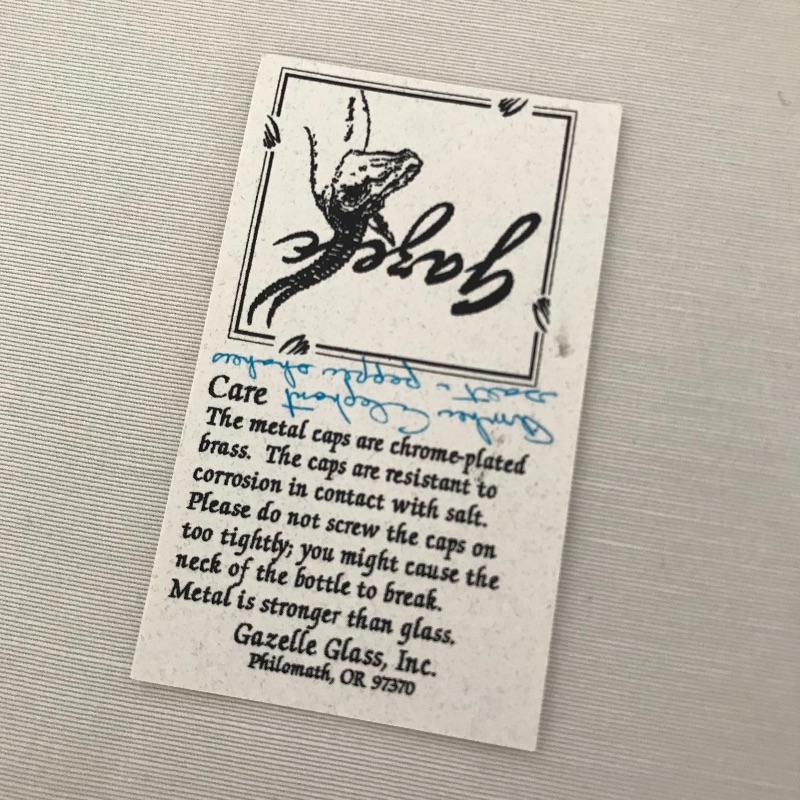 Gazelle
Amber Elephant
salt & pepper shakers
Care
The metal caps are chrome-plated
brass. The caps are resistant to
corrosion in contact with salt.
Please do not screw the caps on
too tightly; you might cause the
neck of the bottle to break.
Metal is stronger than glass.
Gazelle Glass, Inc.
Philomath, OR 97370